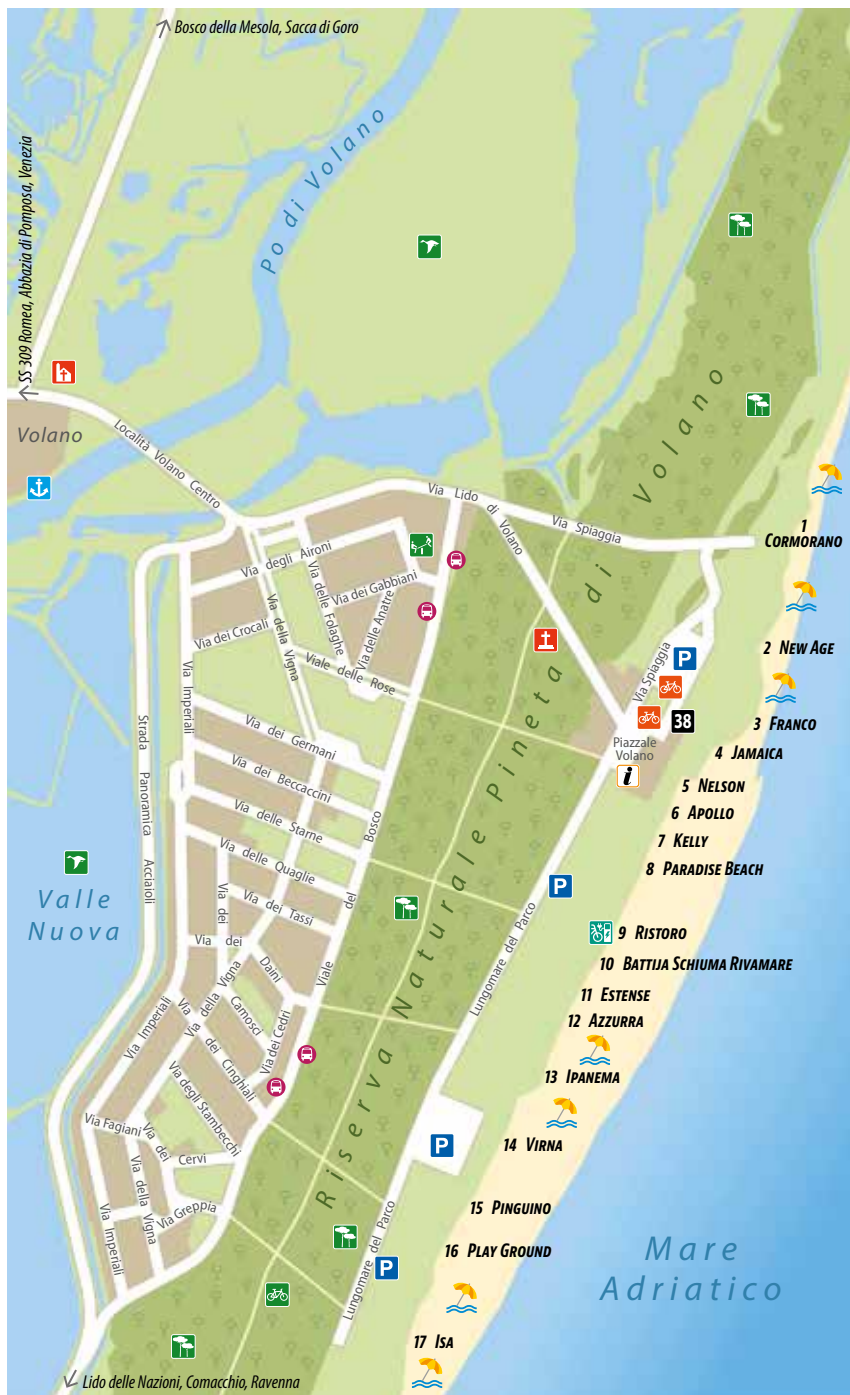 Bosco della Mesola, Sacca di Goro
SS 309 Romea, Abbazia di Pomposa, Venezia
Po di Volano
Volano
Località Volano Centro
Via Lido di Volano
Via Spiaggia
1
CORMORANO
Via degli Aironi
Via delle Folaghe
Via dei Gabbiani
Via delle Anatre
Via dei Crocali
Via della Vigna
Viale delle Rose
Via Imperiali
Strada Panoramica Acciaioli
Via Spiaggia
P
2 NEW AGE
38
3 FRANCO
Piazzale
Volano
i
4 JAMAICA
5 NELSON
6 APOLLO
7 KELLY
8 PARADISE BEACH
Via dei Germani
Via dei Beccaccini
Via delle Starne
Via delle Quaglie
Via dei Tassi
Via dei Daini
Viale del Bosco
Riserva Naturale Pineta di Volano
Valle
Nuova
P
Lungomare del Parco
9 RISTORO
10 BATTIJA SCHIUMA RIVAMARE
11 ESTENSE
12 AZZURRA
13 IPANEMA
14 VIRNA
15 PINGUINO
16 PLAY GROUND
17 ISA
Via dei
Camosci
Via della Vigna
Via dei Cedri
Via Imperiali
Via dei Cinghiali
Via degli Stambecchi
Via Fagiani
Via dei Cervi
Via della Vigna
Via Greppia
Via Imperiali
P
Lungomare del Parco
P
Mare
Adriatico
Lido delle Nazioni, Comacchio, Ravenna